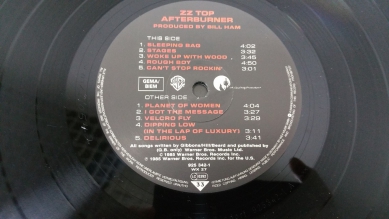 ZZ TOP
AFTERBURNER
PRODUCED BY BILL HAM
THIS SIDE
1. SLEEPING BAG 4:02
2. STAGES 3:32
3. WOKE UP WITH WOOD 3:46
4. ROUGH BOY 4:50
5. CAN'T STOP ROCKIN' 3:01
GEMA/
BIEM
OTHER SIDE
1. PLANET OF WOMEN 4:04
2. I GOT THE MESSAGE 3:27
3. VELCRO FLY 3:29
4. DIPPING LOW
(IN THE LAP OF LUXURY) 3:11
5. DELIRIOUS 3:41
All songs written by Gibbons/Hill/Beard and published by
(G.B. only) Warner Bros. Music Ltd.
℗ 1985 Warner Bros. Records Inc. for the U.S.
© 1985 Warner Bros. Records Inc. for the U.S.
925 342-1
WX 27
33